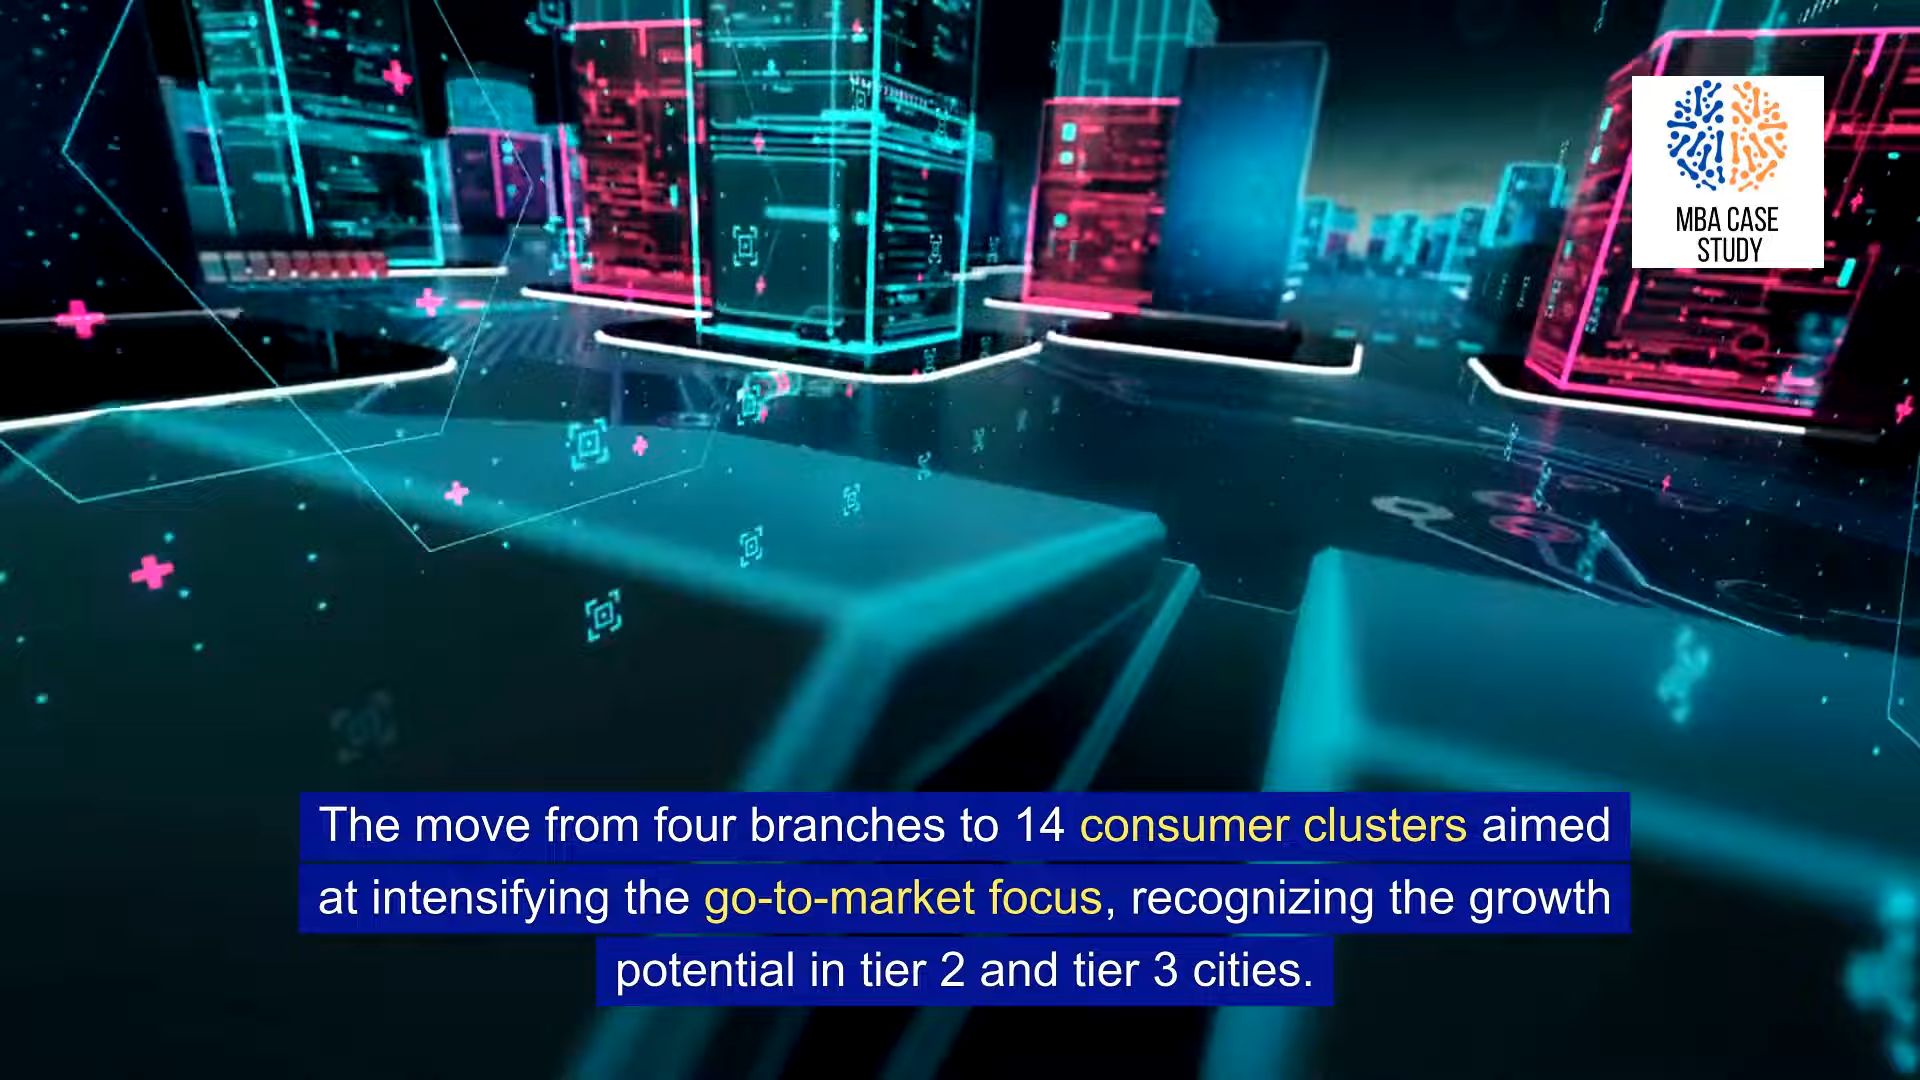 MBA CASE
STUDY
The move from four branches to 14 consumer clusters aimed
at intensifying the go-to-market focus, recognizing the growth
potential in tier 2 and tier 3 cities.